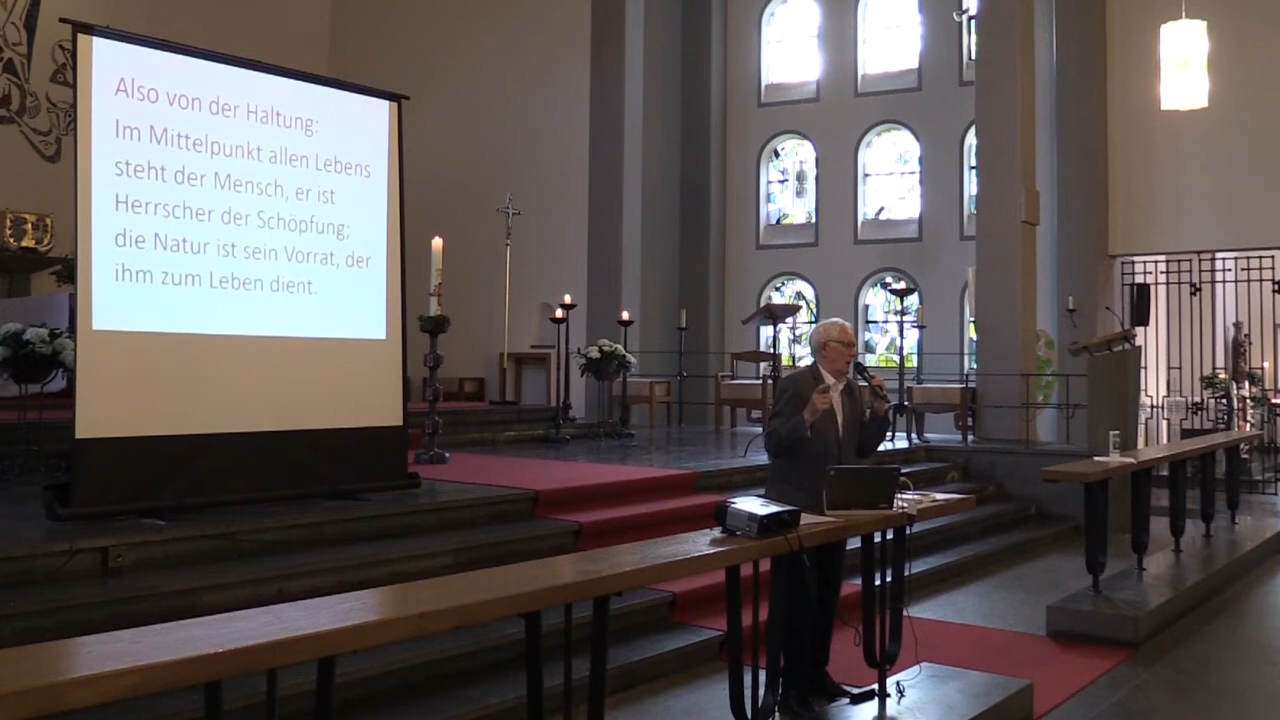 Also von der Haltung:
Im Mittelpunkt allen Lebens
steht der Mensch, er ist
Herrscher der Schöpfung;
die Natur ist sein Vorrat, der
ihm zum Leben dient.